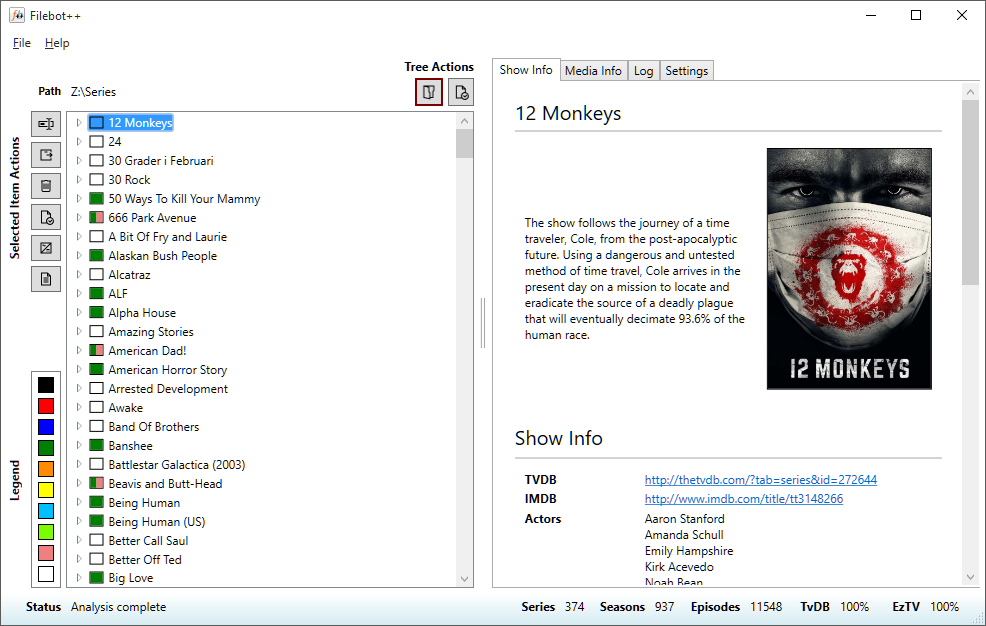 Filebot++
File Help
Tree Actions
Path Z:\Series
Selected Item Actions
12 Monkeys
24
30 Grader i Februari
30 Rock
50 Ways To Kill Your Mammy
666 Park Avenue
A Bit Of Fry and Laurie
Alaskan Bush People
Alcatraz
ALF
Alpha House
Amazing Stories
American Dad!
American Horror Story
Arrested Development
Awake
Band Of Brothers
Banshee
Battlestar Galactica (2003)
Beavis and Butt-Head
Being Human
Being Human (US)
Better Call Saul
Better Off Ted
Big Love
Legend
Show Info Media Info Log Settings
12 Monkeys
The show follows the journey of a time
traveler, Cole, from the post-apocalyptic
future. Using a dangerous and untested
method of time travel, Cole arrives in the
present day on a mission to locate and
eradicate the source of a deadly plague
that will eventually decimate 93.6% of the
human race.
12 MONKEYS
Show Info
TVDB http://thetvdb.com/?tab=series&id=272644
IMDB http://www.imdb.com/title/tt3148266
Actors Aaron Stanford
Amanda Schull
Emily Hampshire
Kirk Acevedo
Noah Bean
Status Analysis complete
Series 374 Seasons 937 Episodes 11548 TvDB 100% EzTV 100%